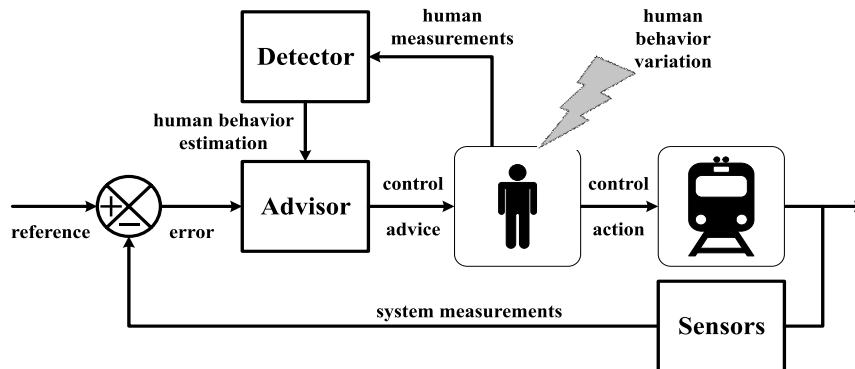 human
measurements
human
behavior
variation
Detector
human behavior
estimation
control
advice
control
action
Advisor
reference
+
−
error
system measurements
Sensors